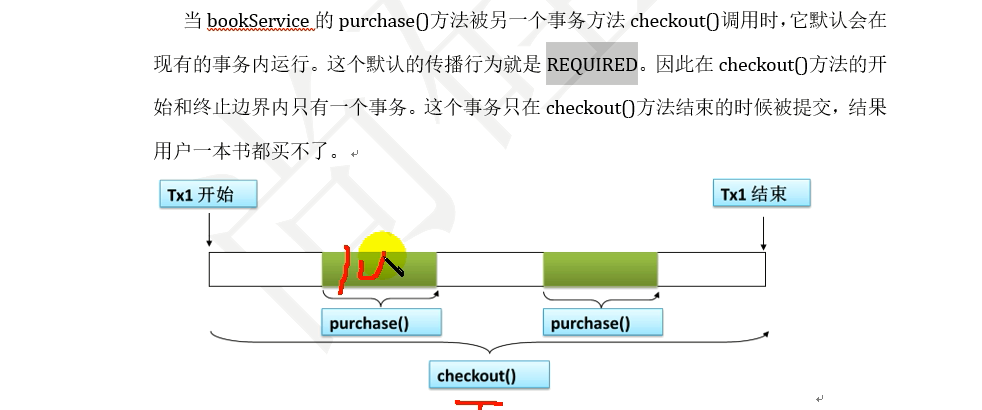 当 bookService 的 purchase()方法被另一个事务方法 checkout()调用时，它默认会在
现有的事务内运行。这个默认的传播行为就是 REQUIRED。因此在 checkout()方法的开
始和终止边界内只有一个事务。这个事务只在 checkout()方法结束的时候被提交，结果
用户一本书都买不了。
Tx1 开始
Tx1 结束
purchase()
purchase()
checkout()